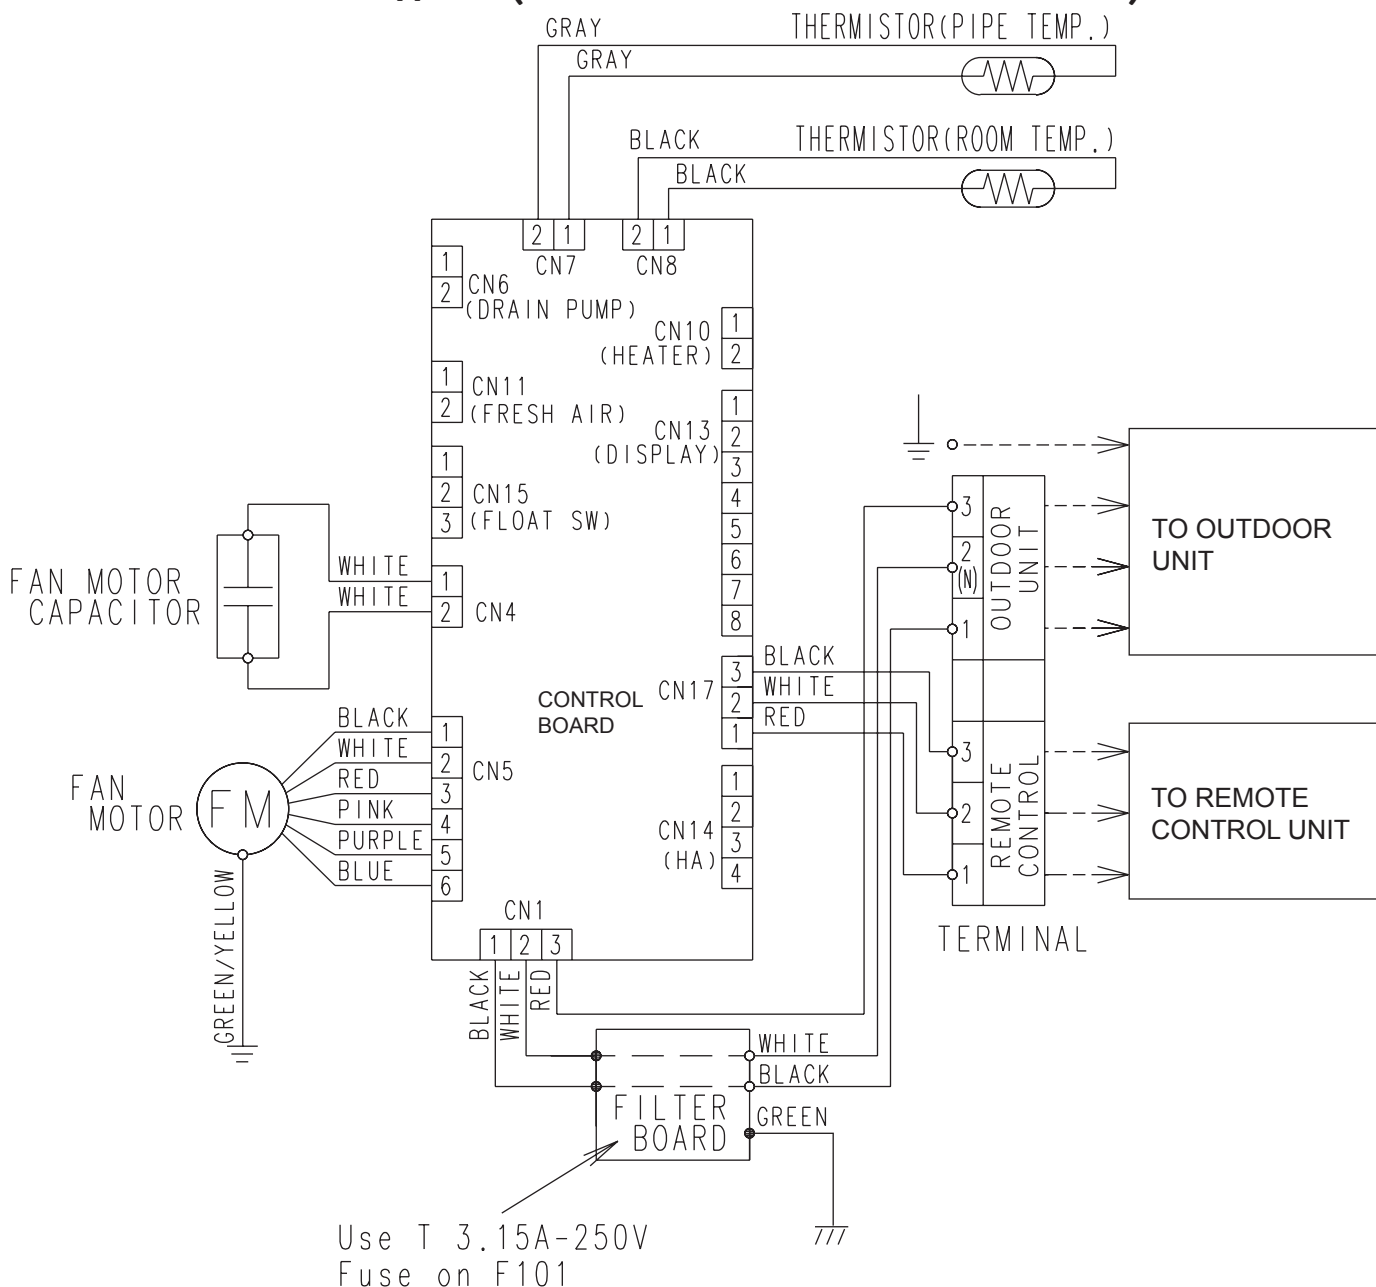 GRAY
THERMISTOR(PIPE TEMP.)
GRAY
BLACK
THERMISTOR(ROOM TEMP.)
BLACK
2 1
CN7
2 1
CN8
1
2
CN6
(DRAIN PUMP)
CN10
(HEATER)
1
2
1
2
CN11
(FRESH AIR)
CN13
(DISPLAY)
1
2
3
4
5
6
7
8
1
2
3
CN15
(FLOAT SW)
FAN MOTOR
CAPACITOR
WHITE
WHITE
1
2
CN4
CONTROL
BOARD
CN17
3
2
1
BLACK
WHITE
RED
FAN
MOTOR
FM
BLACK
WHITE
RED
PINK
PURPLE
BLUE
1
2
3
4
5
6
CN5
GREEN/YELLOW
CN14
(HA)
1
2
3
4
CN1
1 2 3
BLACK
WHITE
RED
3
2
(N)
1
OUTDOOR
UNIT
TO OUTDOOR
UNIT
3
2
1
REMOTE
CONTROL
TO REMOTE
CONTROL UNIT
TERMINAL
WHITE
BLACK
GREEN
FILTER
BOARD
Use T 3.15A-250V
Fuse on F101